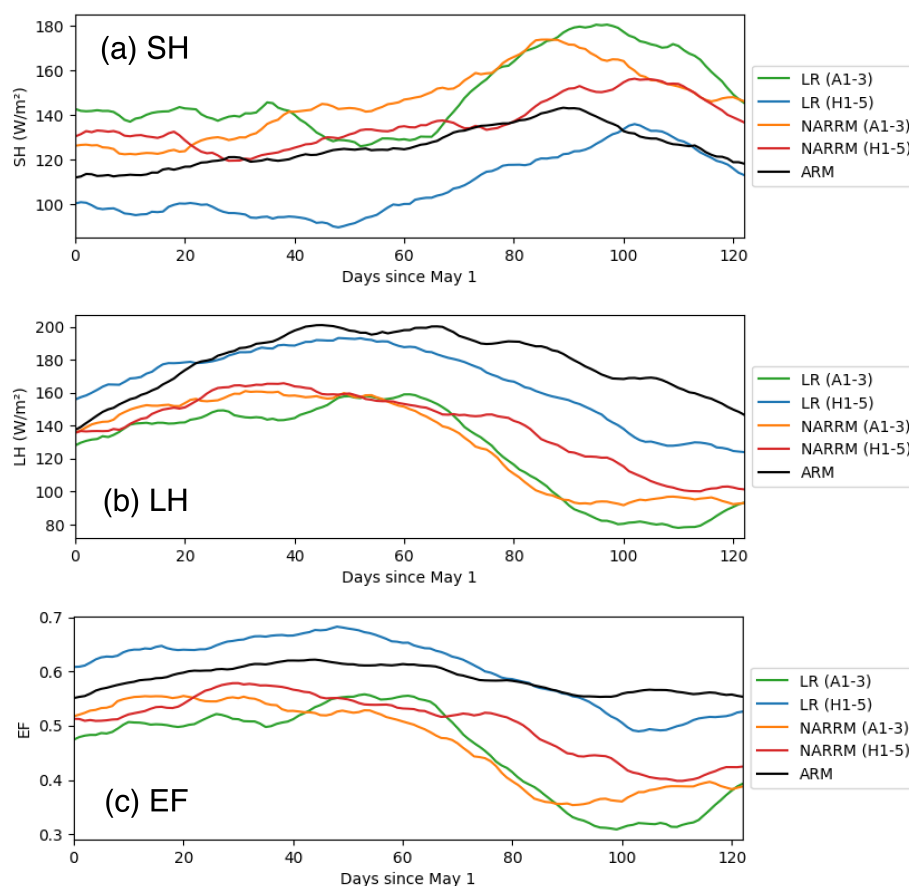 (a) SH
SH (W/m²)
180
160
140
120
100
0 20 40 60 80 100 120
Days since May 1
LR (A1-3)
LR (H1-5)
NARRM (A1-3)
NARRM (H1-5)
ARM
(b) LH
LH (W/m²)
200
180
160
140
120
100
80
0 20 40 60 80 100 120
Days since May 1
LR (A1-3)
LR (H1-5)
NARRM (A1-3)
NARRM (H1-5)
ARM
(c) EF
EF
0.7
0.6
0.5
0.4
0.3
0 20 40 60 80 100 120
Days since May 1
LR (A1-3)
LR (H1-5)
NARRM (A1-3)
NARRM (H1-5)
ARM